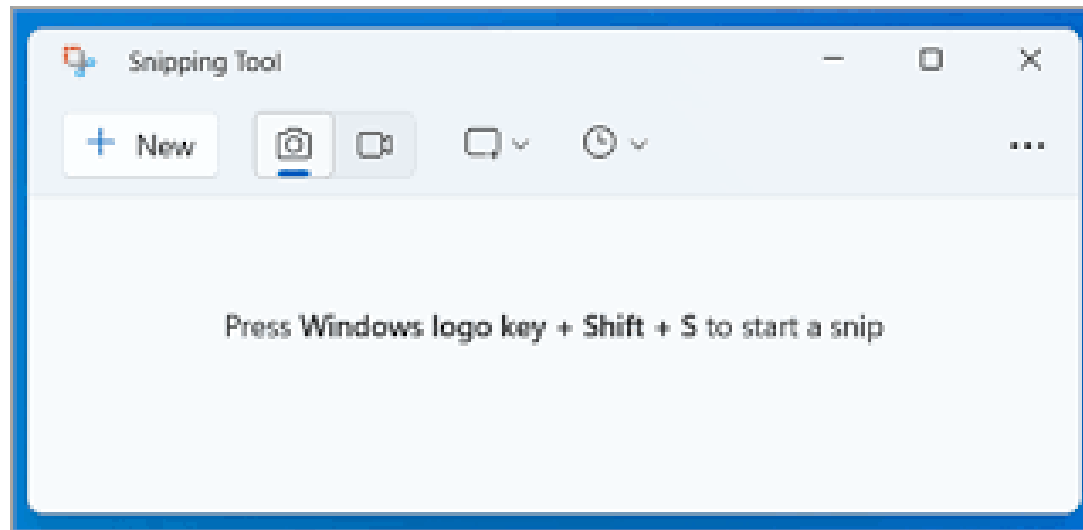 Snipping Tool
New
Press Windows logo key + Shift + S to start a snip